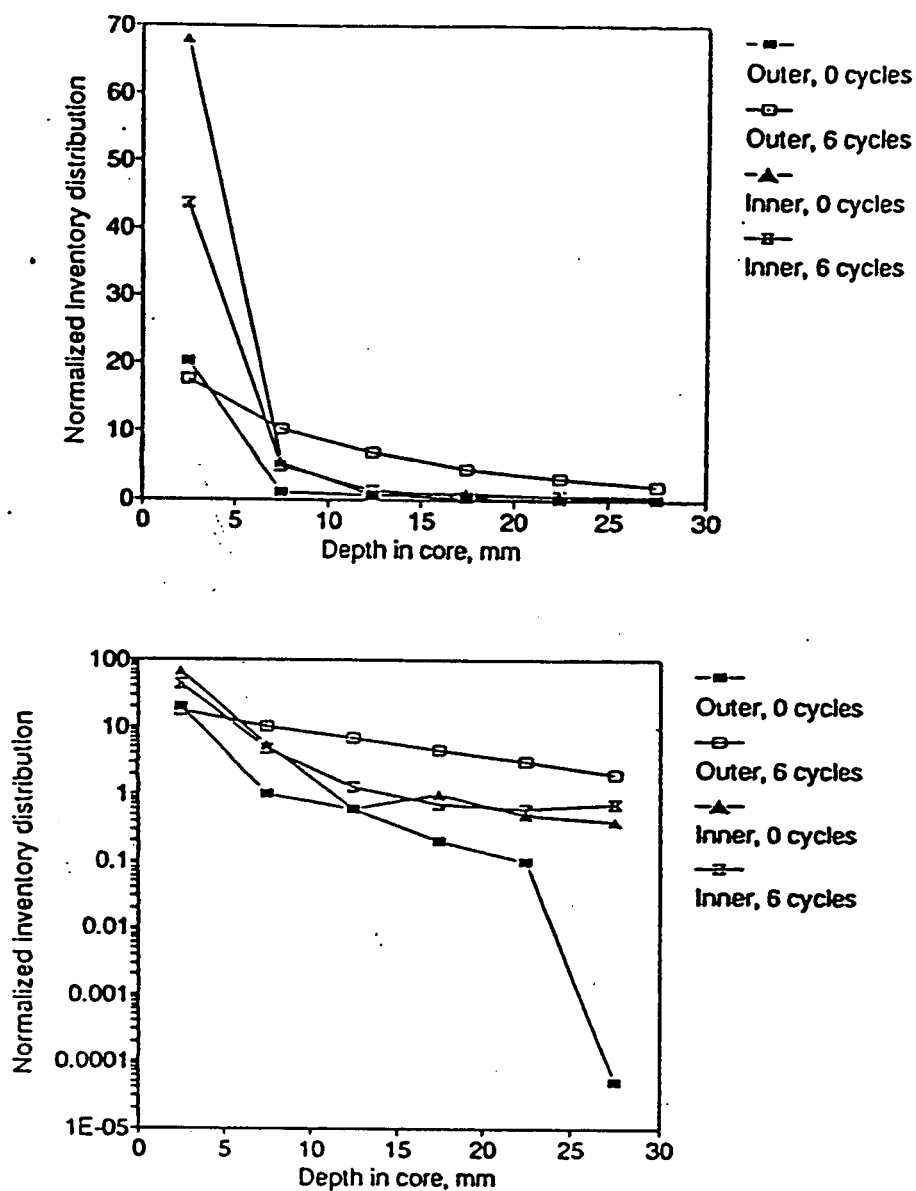 70
60
50
40
30
20
10
0
Normalized inventory distribution
0 5 10 15 20 25 30
Depth in core, mm
Outer, 0 cycles
Outer, 6 cycles
Inner, 0 cycles
Inner, 6 cycles
100
10
1
0.1
0.01
0.001
0.0001
1E-05
Normalized inventory distribution
0 5 10 15 20 25 30
Depth in core, mm
Outer, 0 cycles
Outer, 6 cycles
Inner, 0 cycles
Inner, 6 cycles